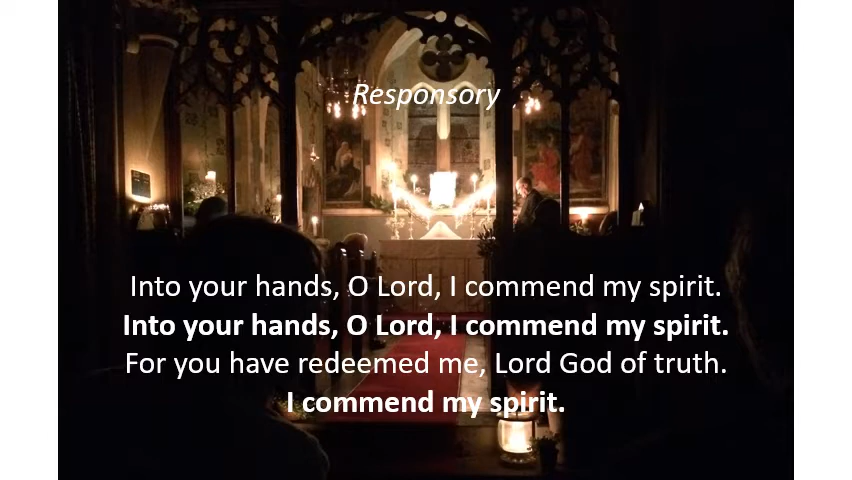 Responsory
Into your hands, O Lord, I commend my spirit.
Into your hands, O Lord, I commend my spirit.
For you have redeemed me, Lord God of truth.
I commend my spirit.